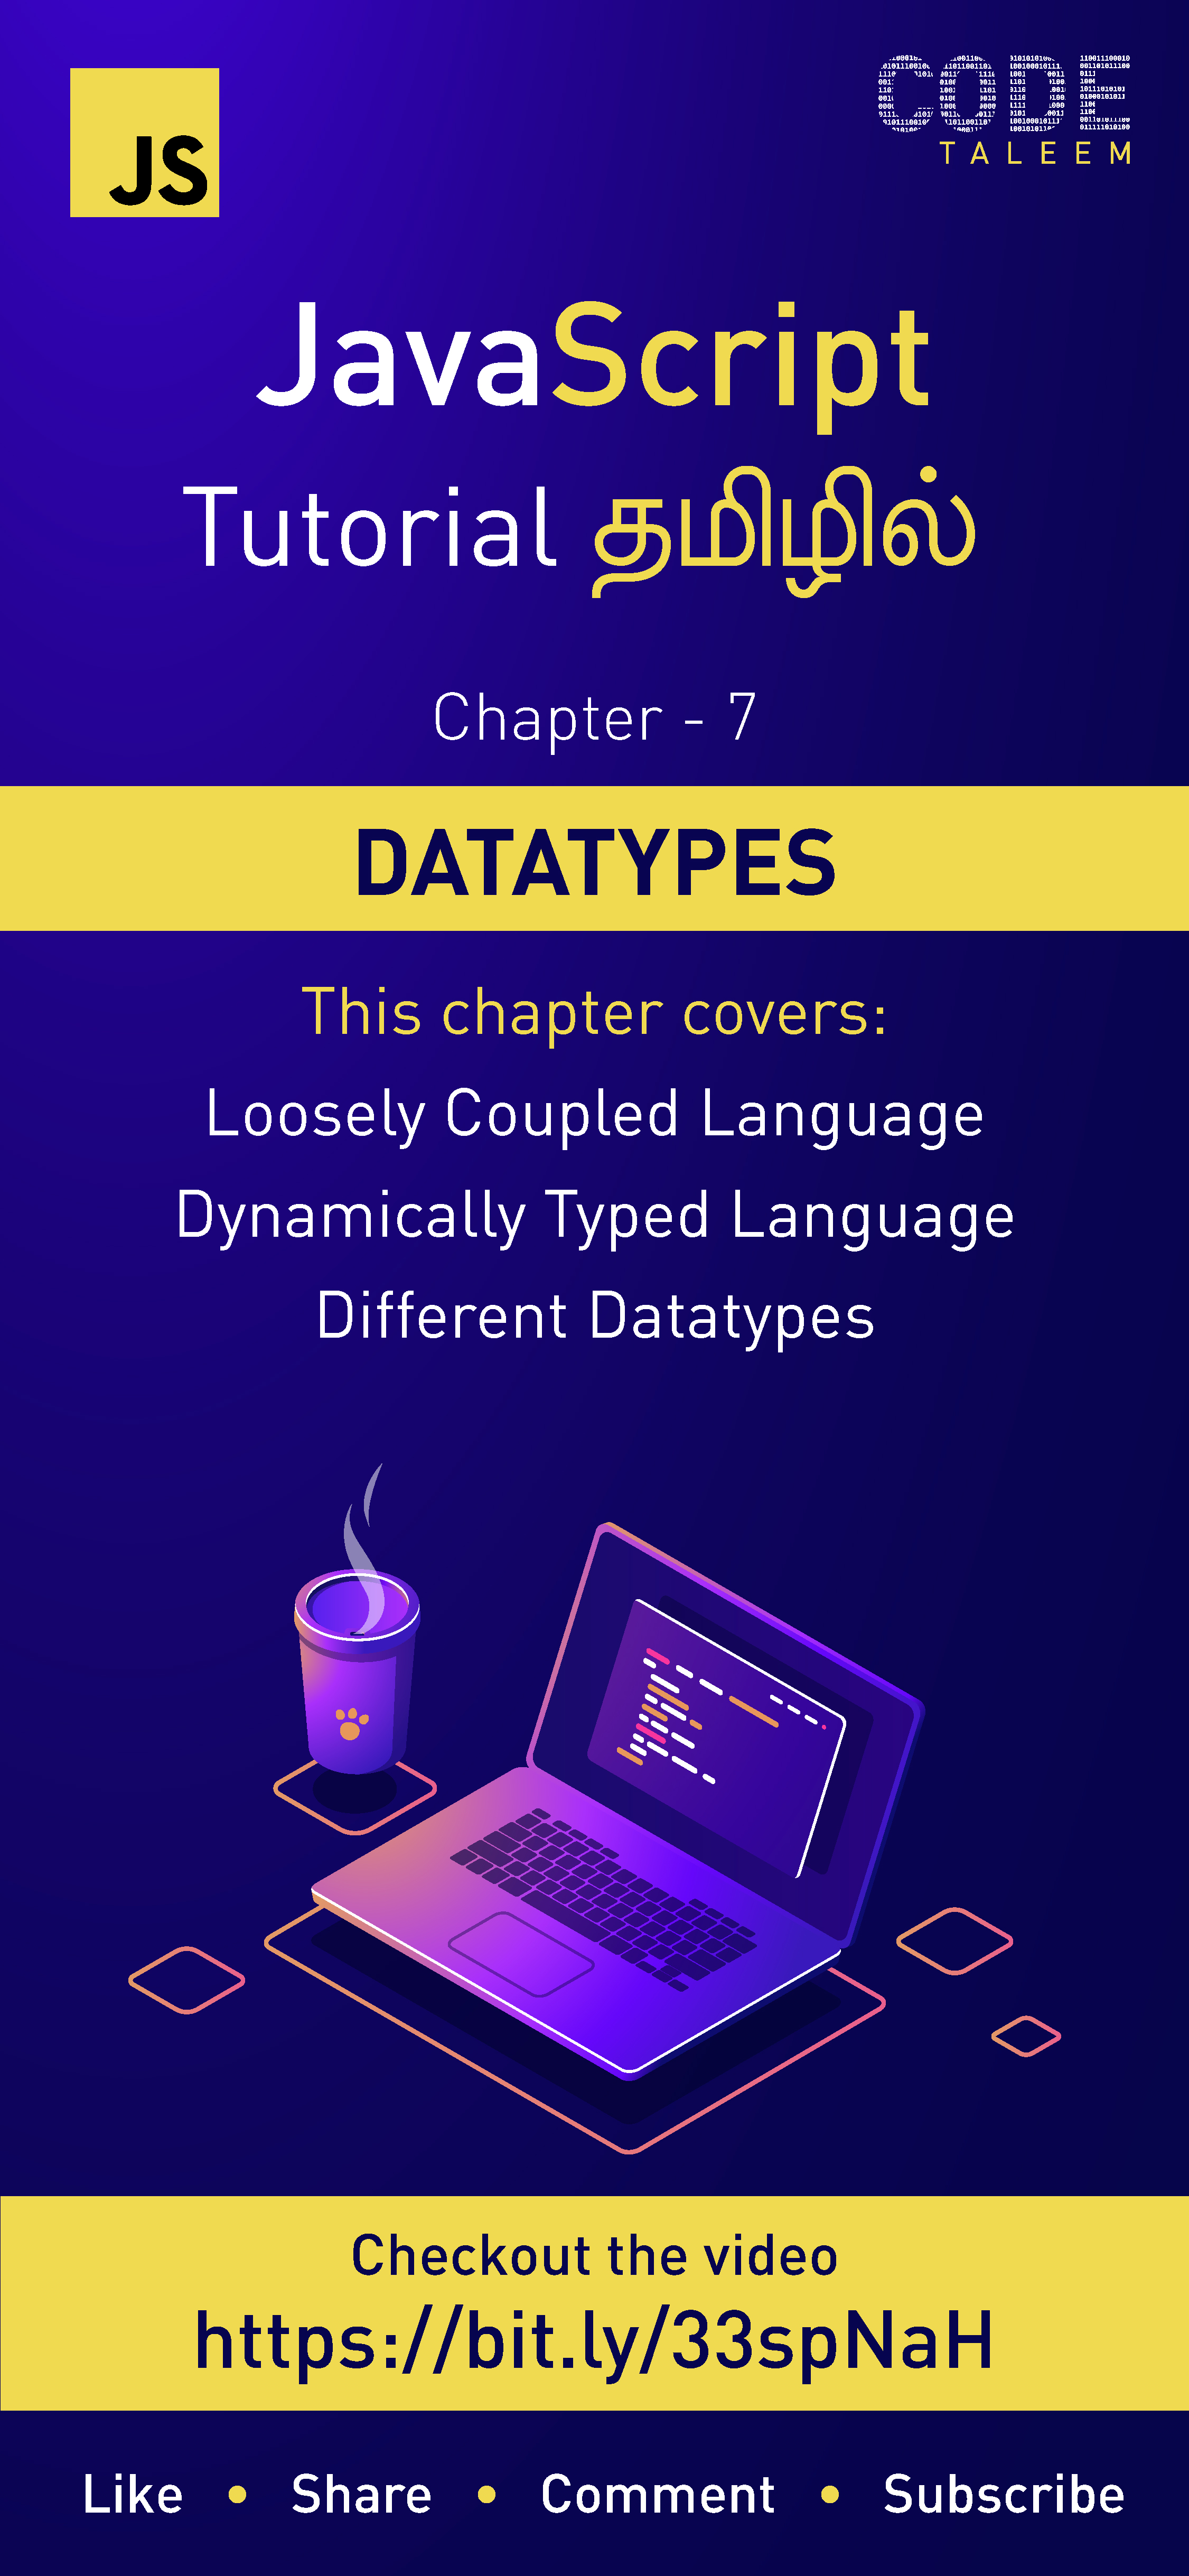 JS
CODE
TALEEM
JavaScript
Tutorial தமிழில்
Chapter - 7
DATATYPES
This chapter covers:
Loosely Coupled Language
Dynamically Typed Language
Different Datatypes
Checkout the video
https://bit.ly/33spNaH
Like • Share • Comment • Subscribe